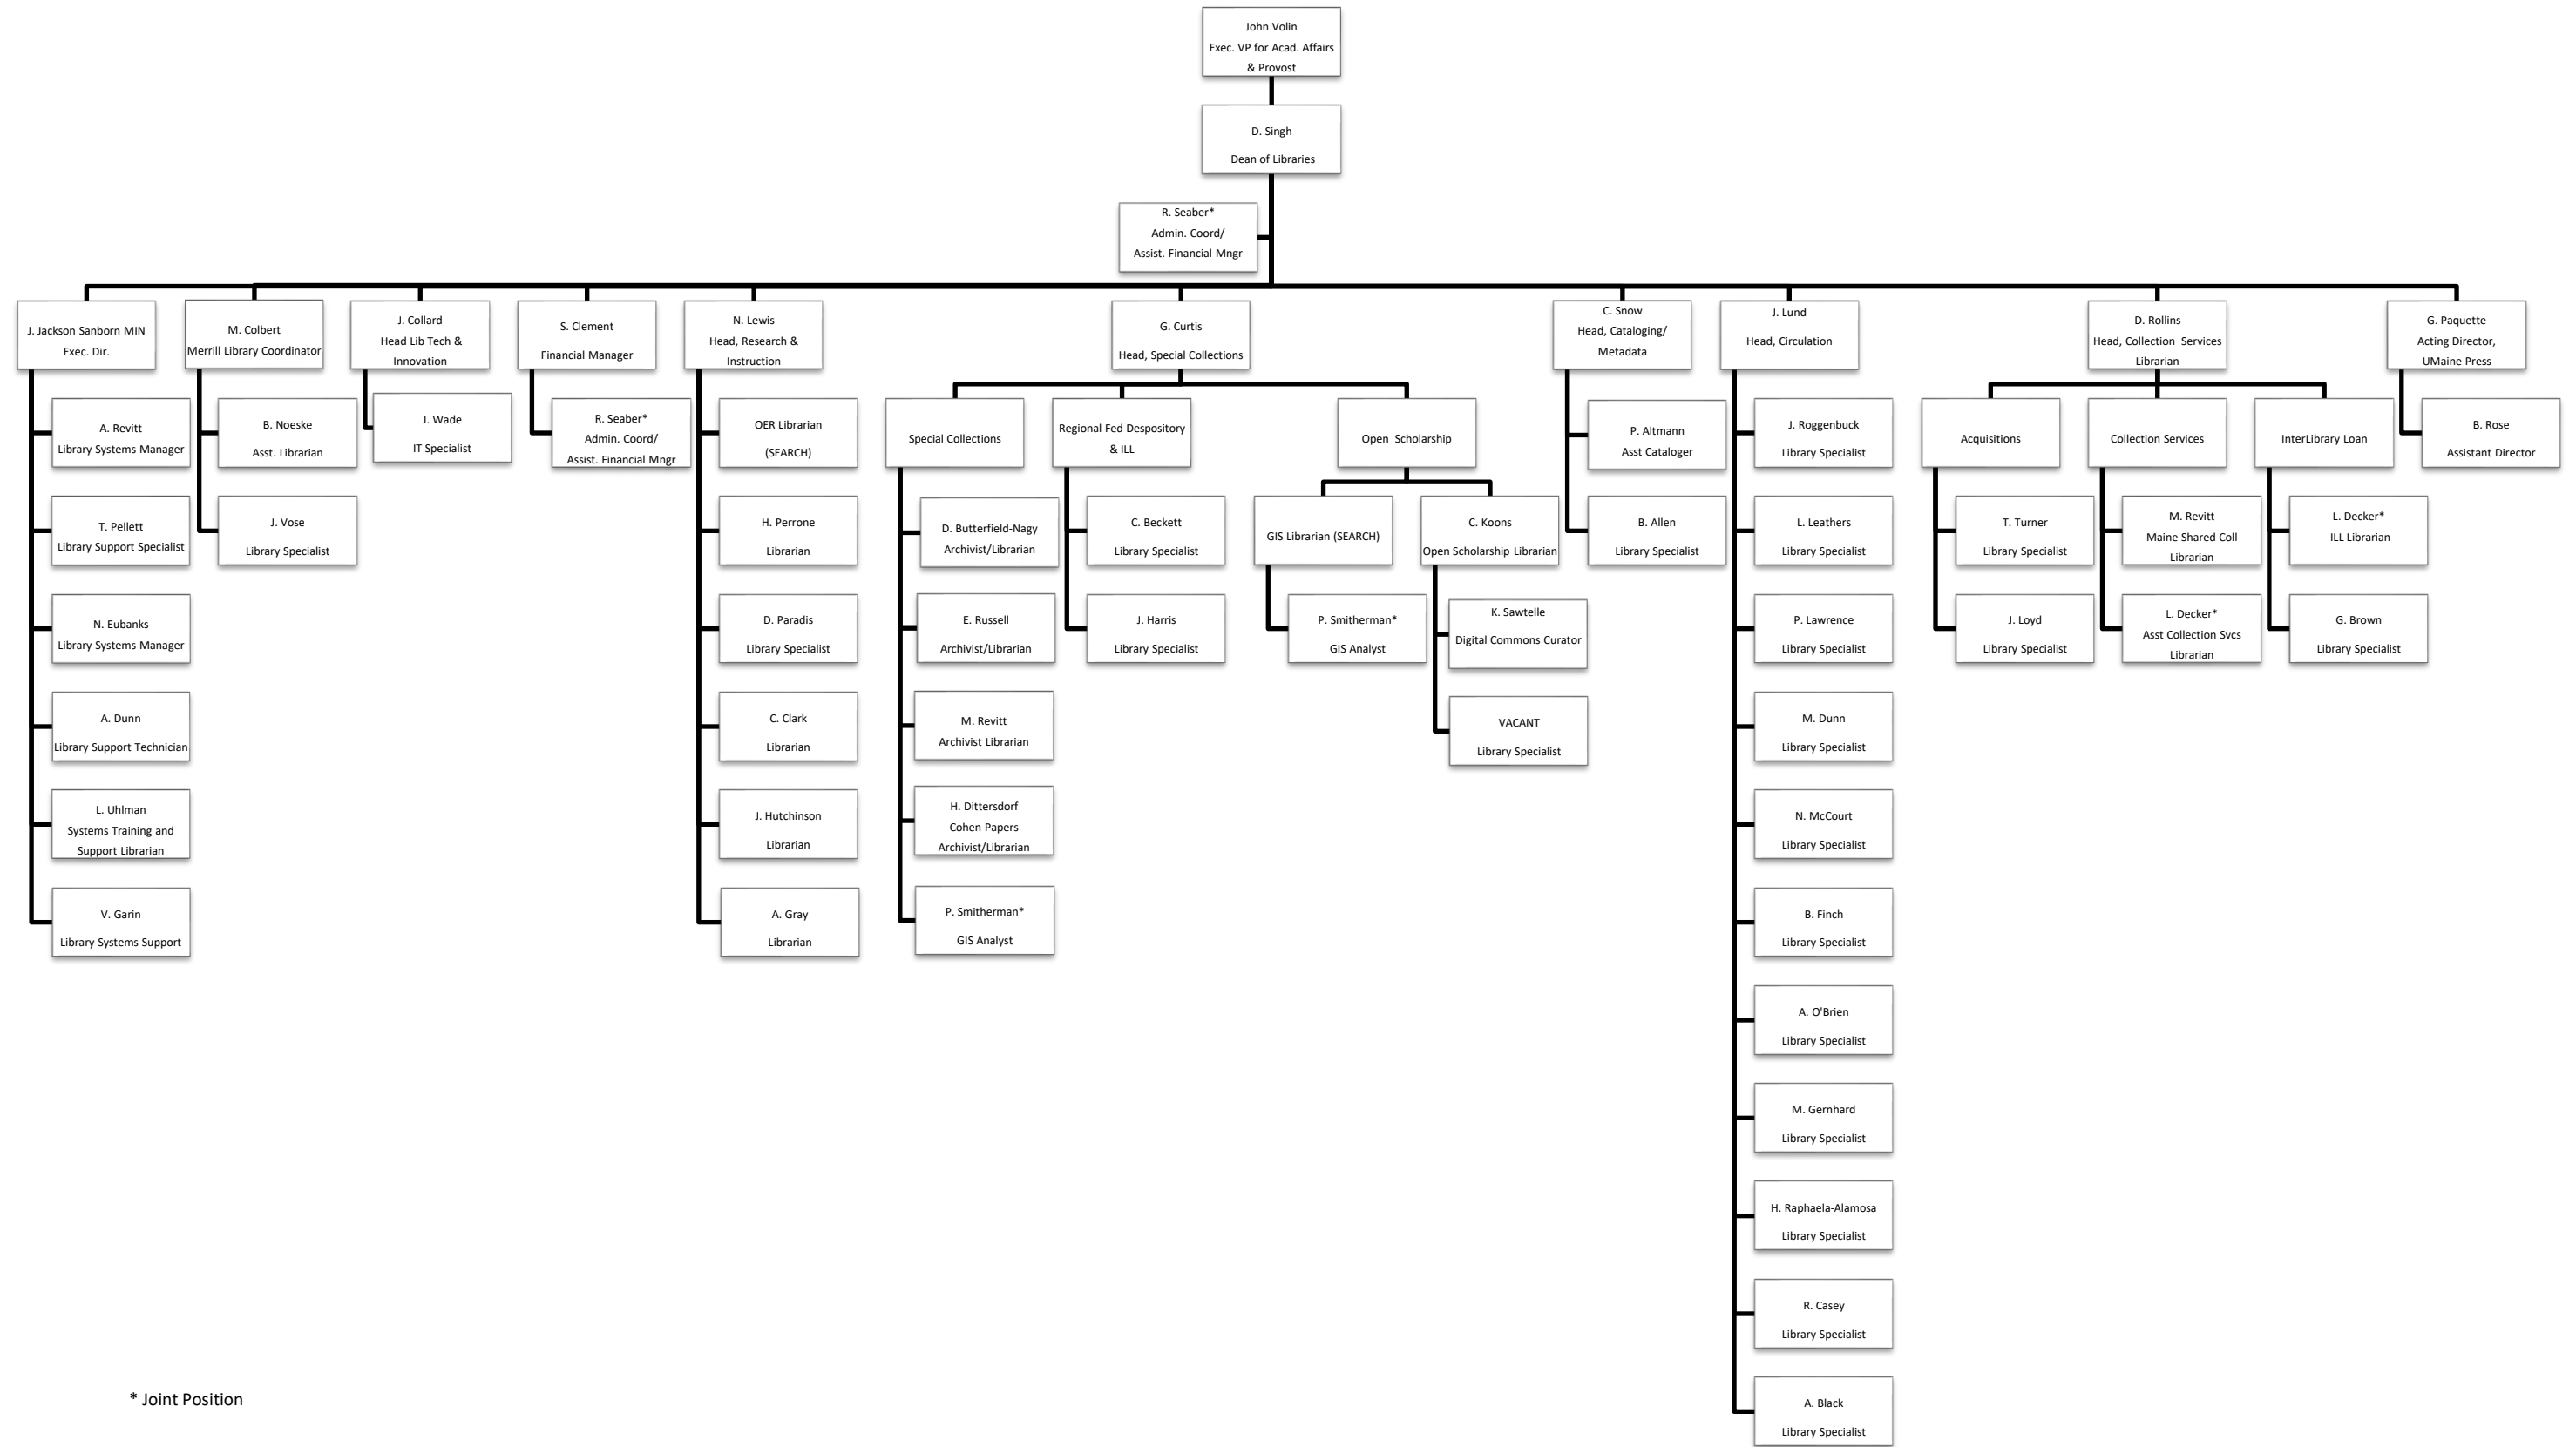 John Volin
Exec. VP for Acad. Affairs
& Provost
D. Singh
Dean of Libraries
R. Seaber*
Admin. Coord/
Assist. Financial Mngr
J. Jackson Sanborn MIN
Exec. Dir.
A. Revitt
Library Systems Manager
T. Pellett
Library Support Specialist
N. Eubanks
Library Systems Manager
A. Dunn
Library Support Technician
L. Uhlman
Systems Training and
Support Librarian
V. Garin
Library Systems Support
M. Colbert
Merrill Library Coordinator
B. Noeske
Asst. Librarian
J. Vose
Library Specialist
J. Collard
Head Lib Tech &
Innovation
J. Wade
IT Specialist
S. Clement
Financial Manager
R. Seaber*
Admin. Coord/
Assist. Financial Mngr
N. Lewis
Head, Research &
Instruction
OER Librarian
(SEARCH)
H. Perrone
Librarian
D. Paradis
Library Specialist
C. Clark
Librarian
J. Hutchinson
Librarian
A. Gray
Librarian
G. Curtis
Head, Special Collections
Special Collections
D. Butterfield-Nagy
Archivist/Librarian
E. Russell
Archivist/Librarian
M. Revitt
Archivist Librarian
H. Dittersdorf
Cohen Papers
Archivist/Librarian
P. Smitherman*
GIS Analyst
Regional Fed Despository
& ILL
C. Beckett
Library Specialist
J. Harris
Library Specialist
Open Scholarship
GIS Librarian (SEARCH)
P. Smitherman*
GIS Analyst
C. Koons
Open Scholarship Librarian
K. Sawtelle
Digital Commons Curator
VACANT
Library Specialist
C. Snow
Head, Cataloging/
Metadata
P. Altmann
Asst Cataloger
B. Allen
Library Specialist
J. Lund
Head, Circulation
J. Roggenbuck
Library Specialist
L. Leathers
Library Specialist
P. Lawrence
Library Specialist
M. Dunn
Library Specialist
N. McCourt
Library Specialist
B. Finch
Library Specialist
A. O'Brien
Library Specialist
M. Gernhard
Library Specialist
H. Raphaela-Alamosa
Library Specialist
R. Casey
Library Specialist
A. Black
Library Specialist
D. Rollins
Head, Collection Services
Librarian
Acquisitions
T. Turner
Library Specialist
J. Loyd
Library Specialist
Collection Services
M. Revitt
Maine Shared Coll
Librarian
L. Decker*
Asst Collection Svcs
Librarian
InterLibrary Loan
L. Decker*
ILL Librarian
G. Brown
Library Specialist
G. Paquette
Acting Director,
UMaine Press
B. Rose
Assistant Director
* Joint Position